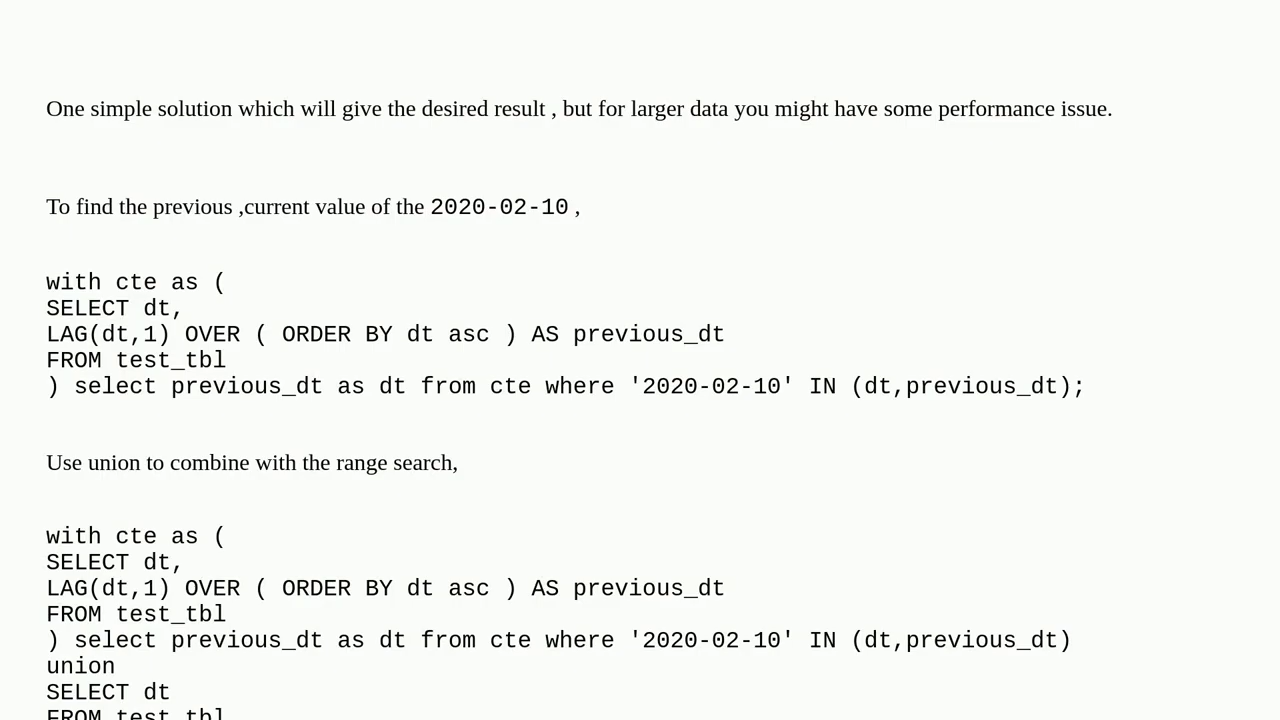 One simple solution which will give the desired result , but for larger data you might have some performance issue.
To find the previous ,current value of the 2020-02-10 ,
with cte as (
SELECT dt,
LAG(dt,1) OVER ( ORDER BY dt asc ) AS previous_dt
FROM test_tbl
) select previous_dt as dt from cte where '2020-02-10' IN (dt,previous_dt);
Use union to combine with the range search,
with cte as (
SELECT dt,
LAG(dt,1) OVER ( ORDER BY dt asc ) AS previous_dt
FROM test_tbl
) select previous_dt as dt from cte where '2020-02-10' IN (dt,previous_dt)
union
SELECT dt
FROM test_tbl